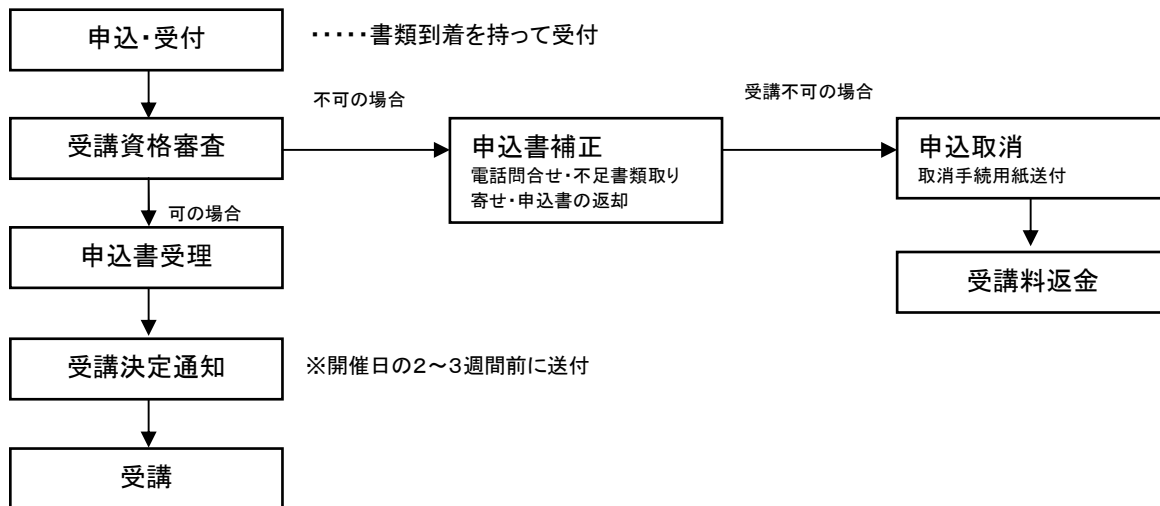 申込・受付
・・・・・書類到着を持って受付
不可の場合
受講不可の場合
受講資格審査
申込書補正
電話問合せ・不足書類取り
寄せ・申込書の返却
申込取消
取消手続用紙送付
可の場合
申込書受理
受講料返金
受講決定通知
※開催日の2～3週間前に送付
受講